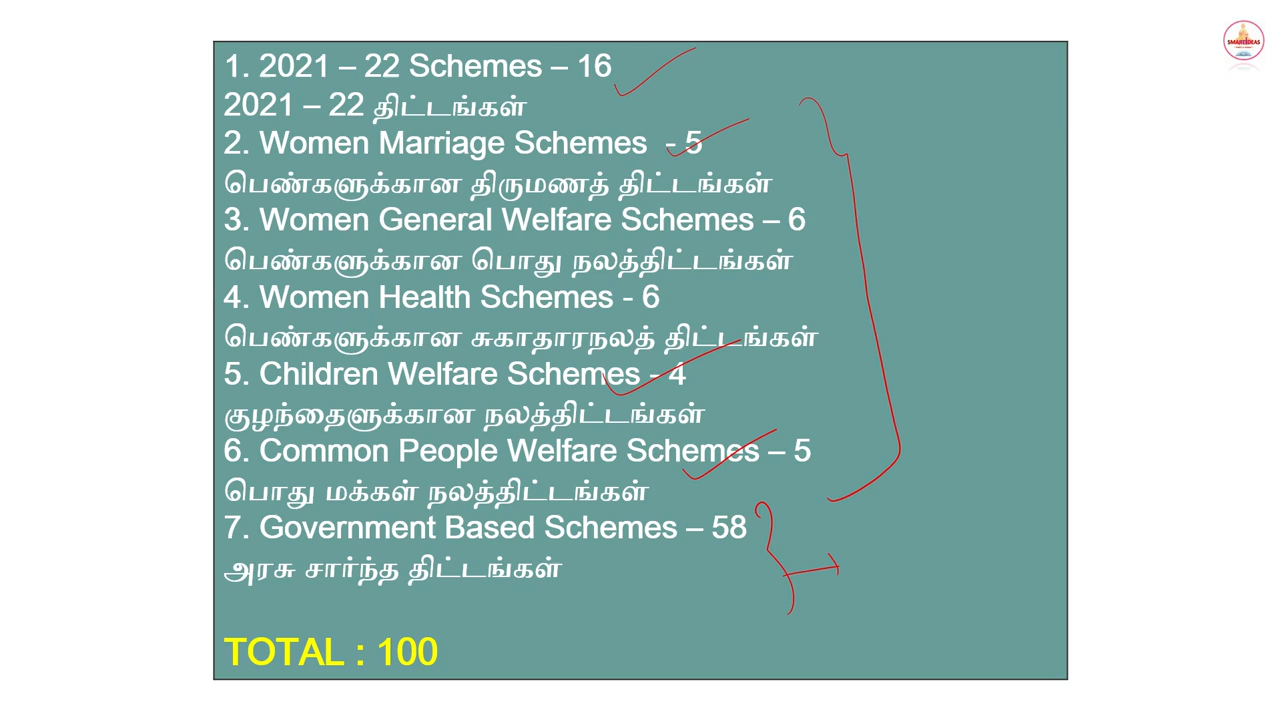 1. 2021 – 22 Schemes – 16
2021 – 22 திட்டங்கள்
2. Women Marriage Schemes - 5
பெண்களுக்கான திருமணத் திட்டங்கள்
3. Women General Welfare Schemes – 6
பெண்களுக்கான பொது நலத்திட்டங்கள்
4. Women Health Schemes - 6
பெண்களுக்கான சுகாதாரநலத் திட்டங்கள்
5. Children Welfare Schemes - 4
குழந்தைளுக்கான நலத்திட்டங்கள்
6. Common People Welfare Schemes – 5
பொது மக்கள் நலத்திட்டங்கள்
7. Government Based Schemes – 58
அரசு சார்ந்த திட்டங்கள்
TOTAL : 100
SMART IDEAS